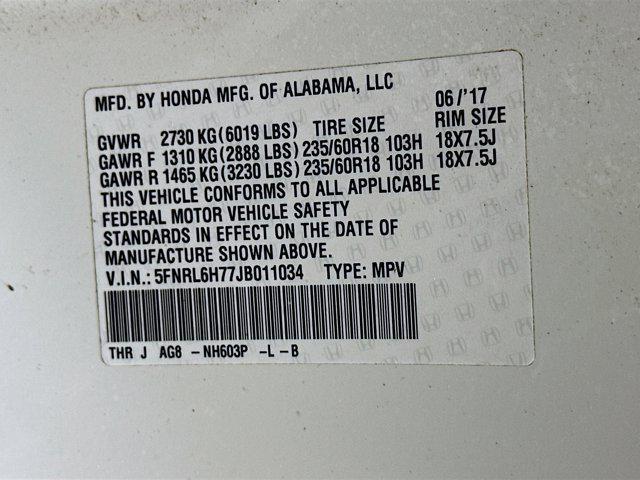 MFD. BY HONDA MFG. OF ALABAMA, LLC 06/'17
GVWR 2730 KG(6019 LBS) TIRE SIZE RIM SIZE
GAWR F 1310 KG(2888 LBS)235/60R18 103H 18X7.5J
GAWR R 1465 KG(3230 LBS)235/60R18 103H 18X7.5J
THIS VEHICLE CONFORMS TO ALL APPLICABLE
FEDERAL MOTOR VEHICLE SAFETY
STANDARDS IN EFFECT ON THE DATE OF
MANUFACTURE SHOWN ABOVE.
V.I.N.: 5FNRL6H77JB011034 TYPE: MPV
THR J AG8 -NH603P -L -B